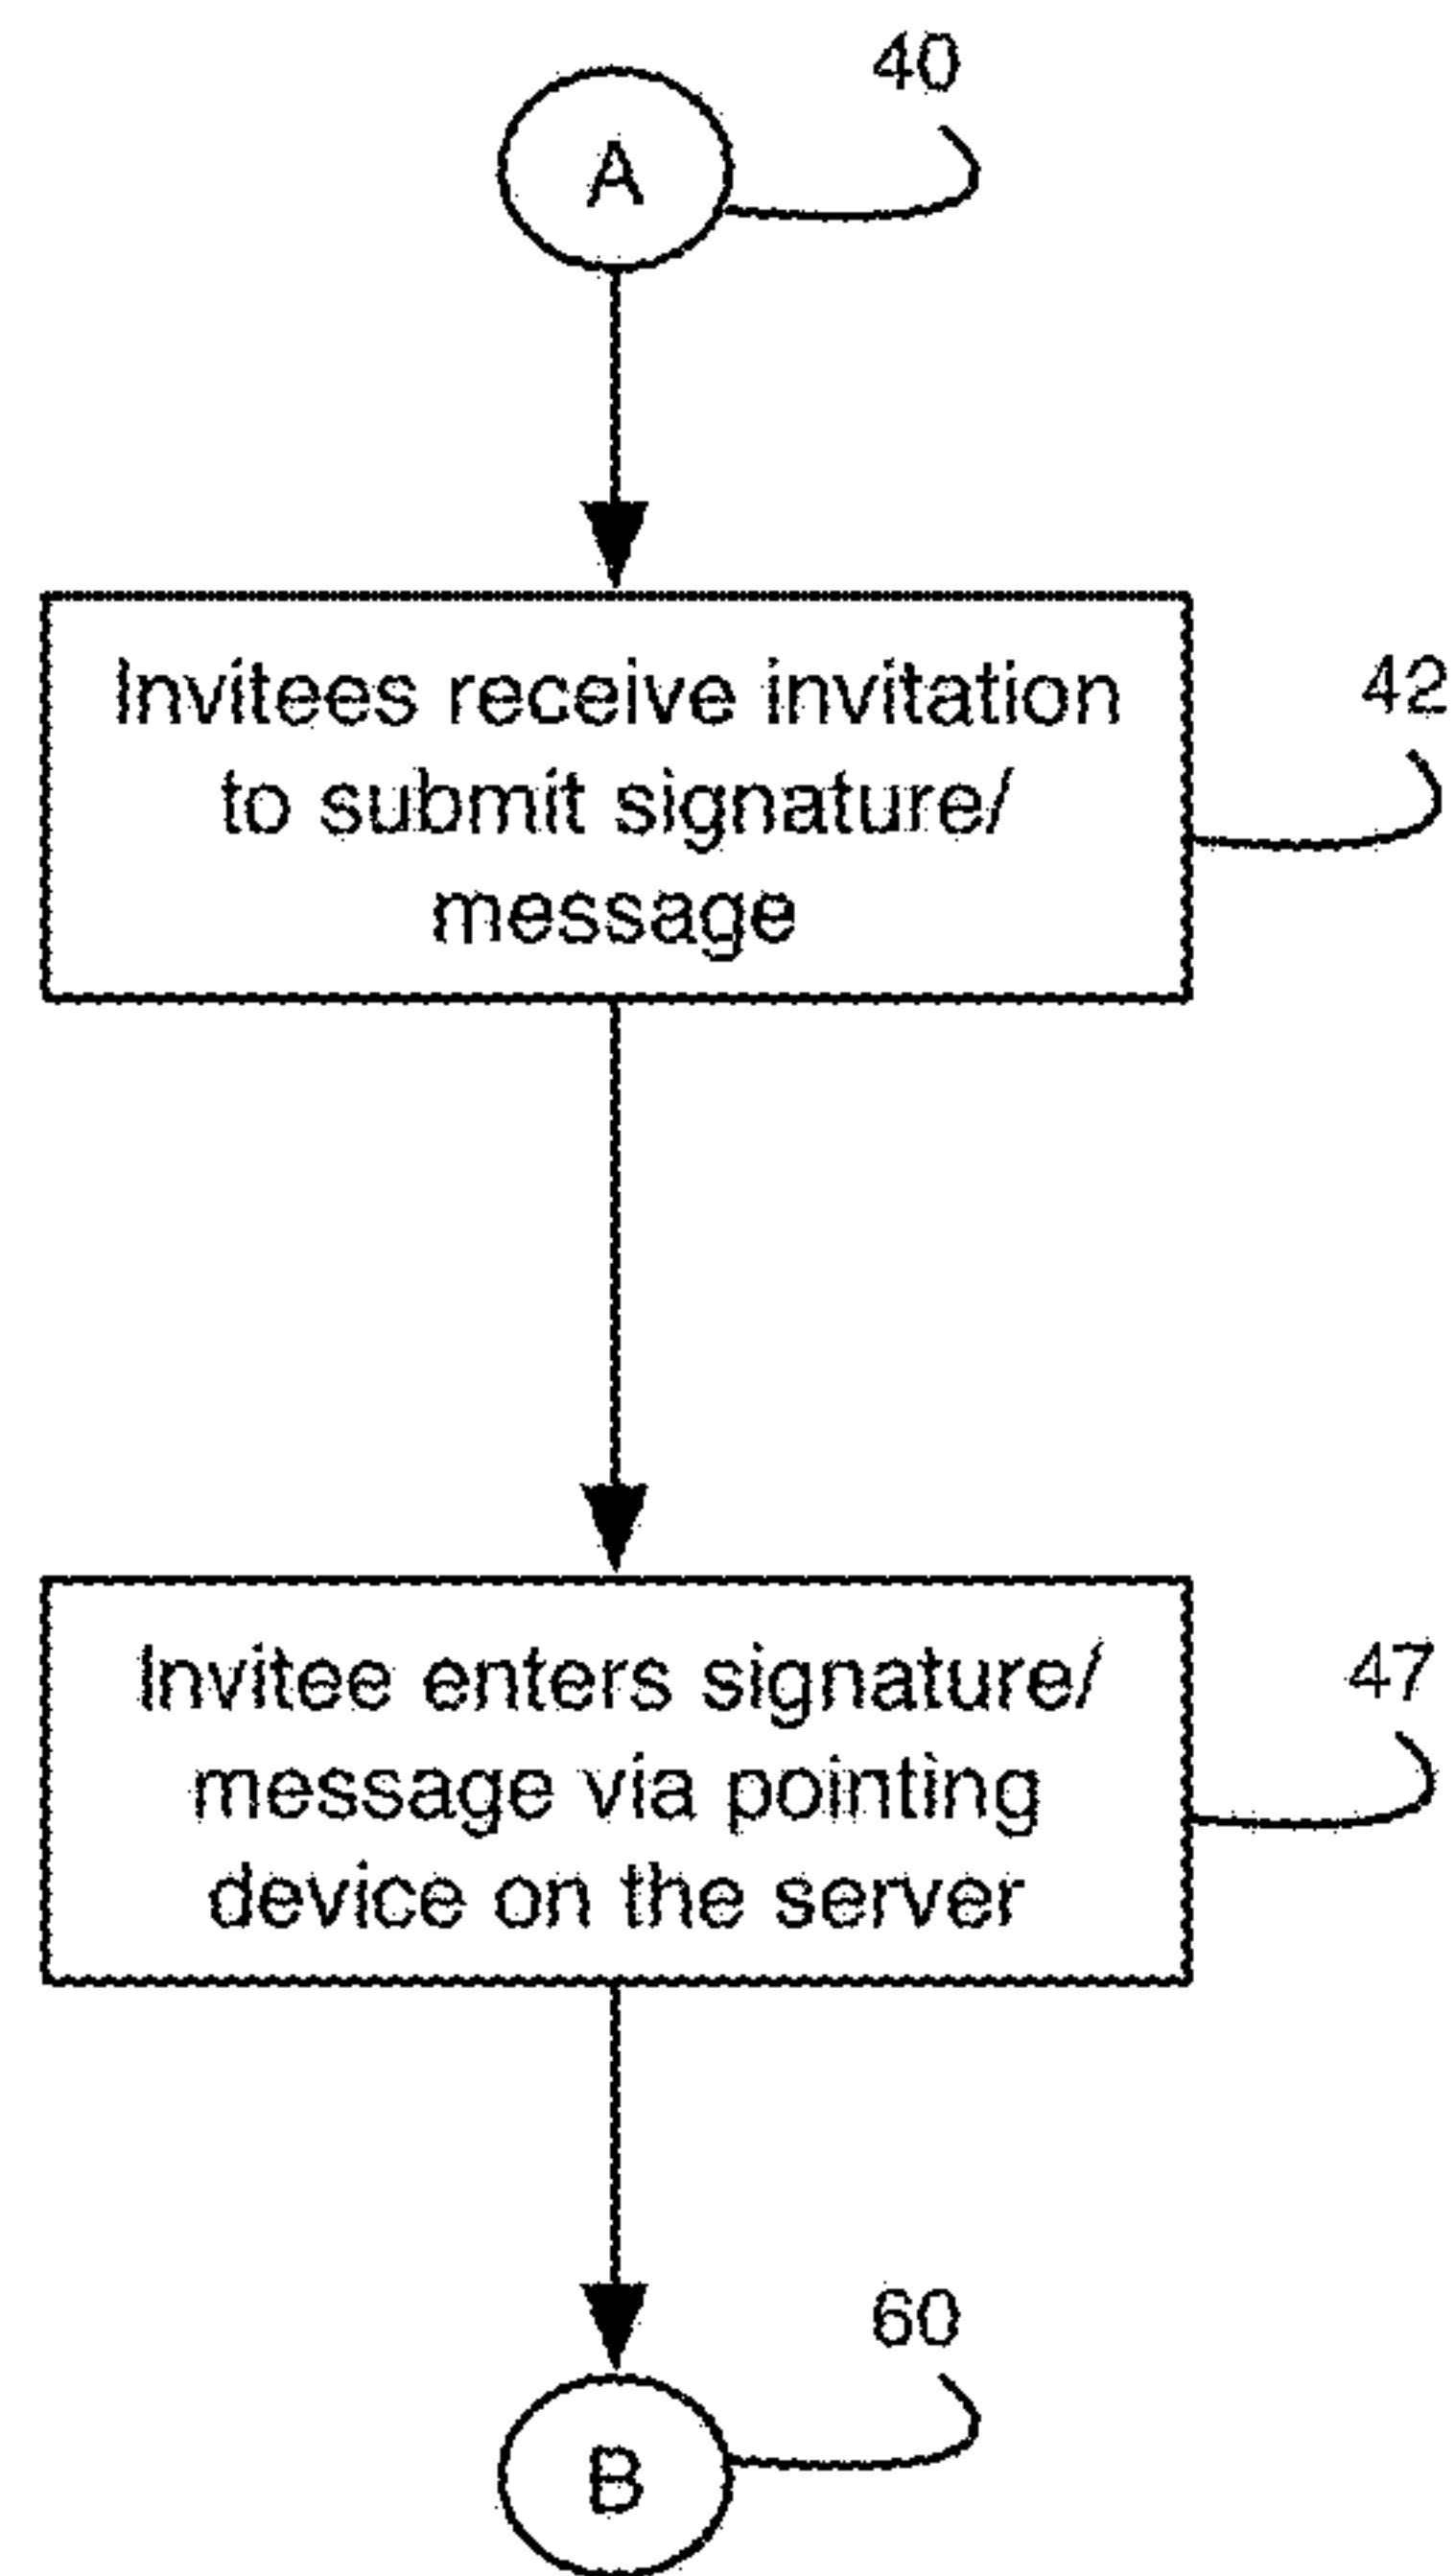 40
A
Invitees receive invitation
to submit signature/
message
42
Invitee enters signature/
message via pointing
device on the server
47
60
B